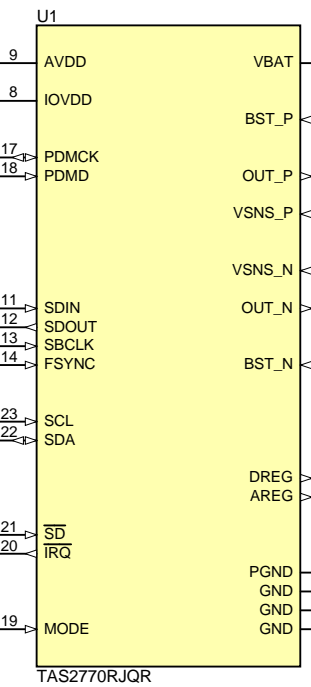 U1
9 AVDD VBAT
8 IOVDD
BST_P
17 PDMCK
18 PDMD OUT_P
VSNS_P
VSNS_N
11 SDIN OUT_N
12 SDOUT
13 SBCLK
14 FSYNC BST_N
23 SCL
22 SDA
DREG
AREG
21 SD
20 IRQ
PGND
GND
GND
19 MODE GND
TAS2770RJQR